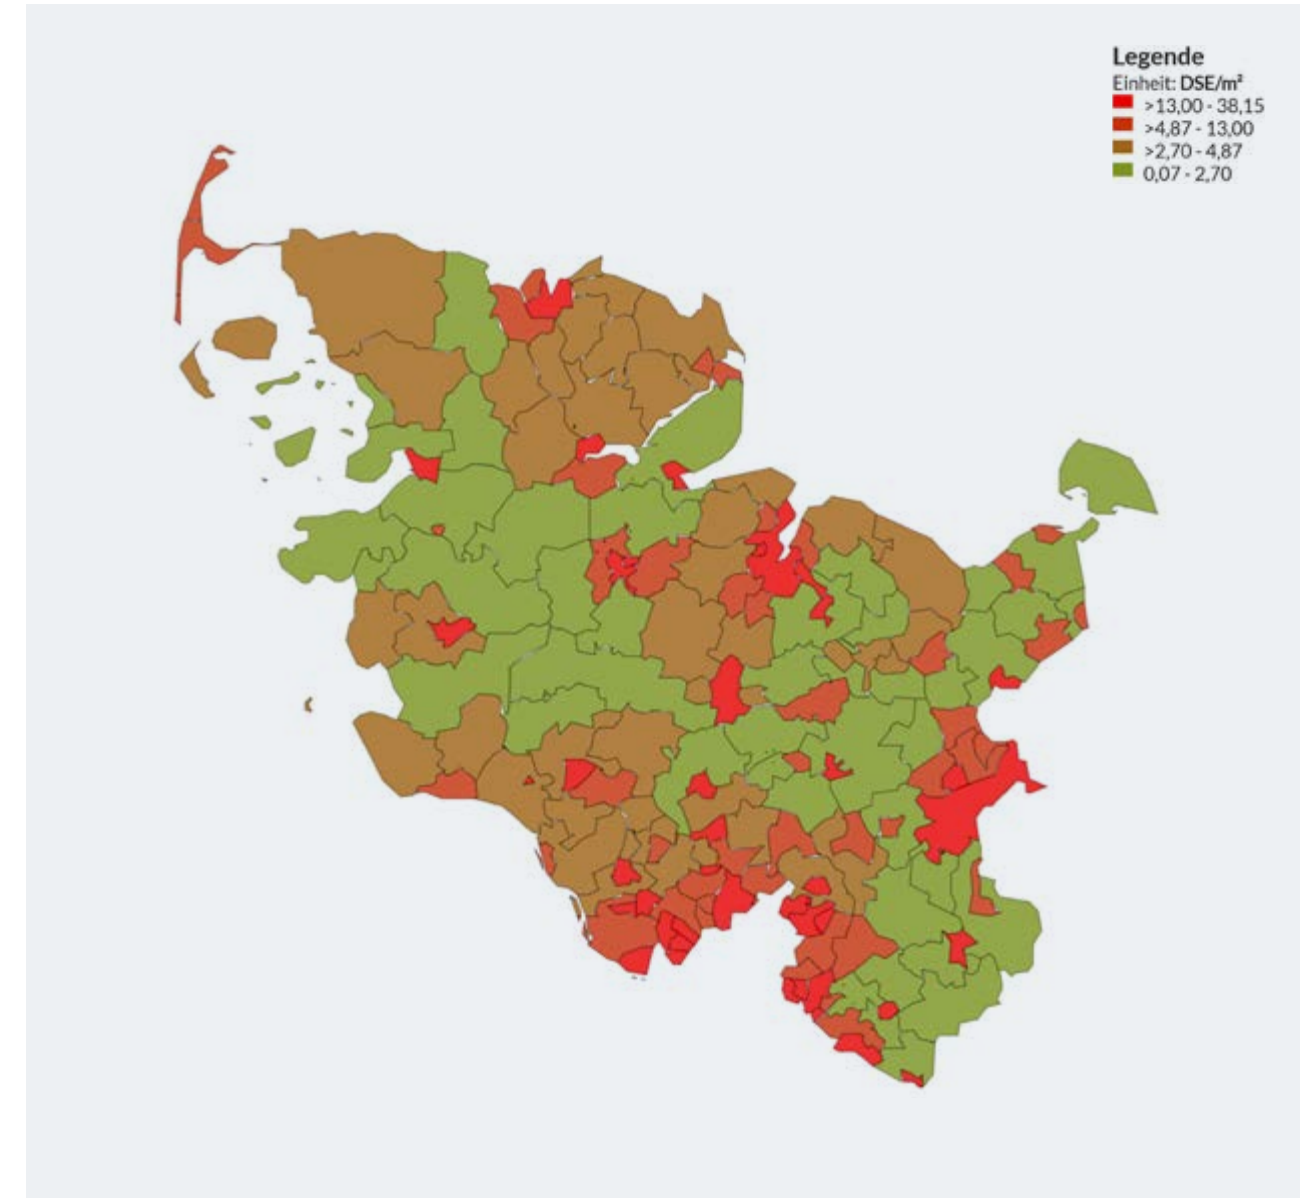 Legende
Einheit: DSE/m²
>13,00 - 38,15
>4,87 - 13,00
>2,70 - 4,87
0,07 - 2,70